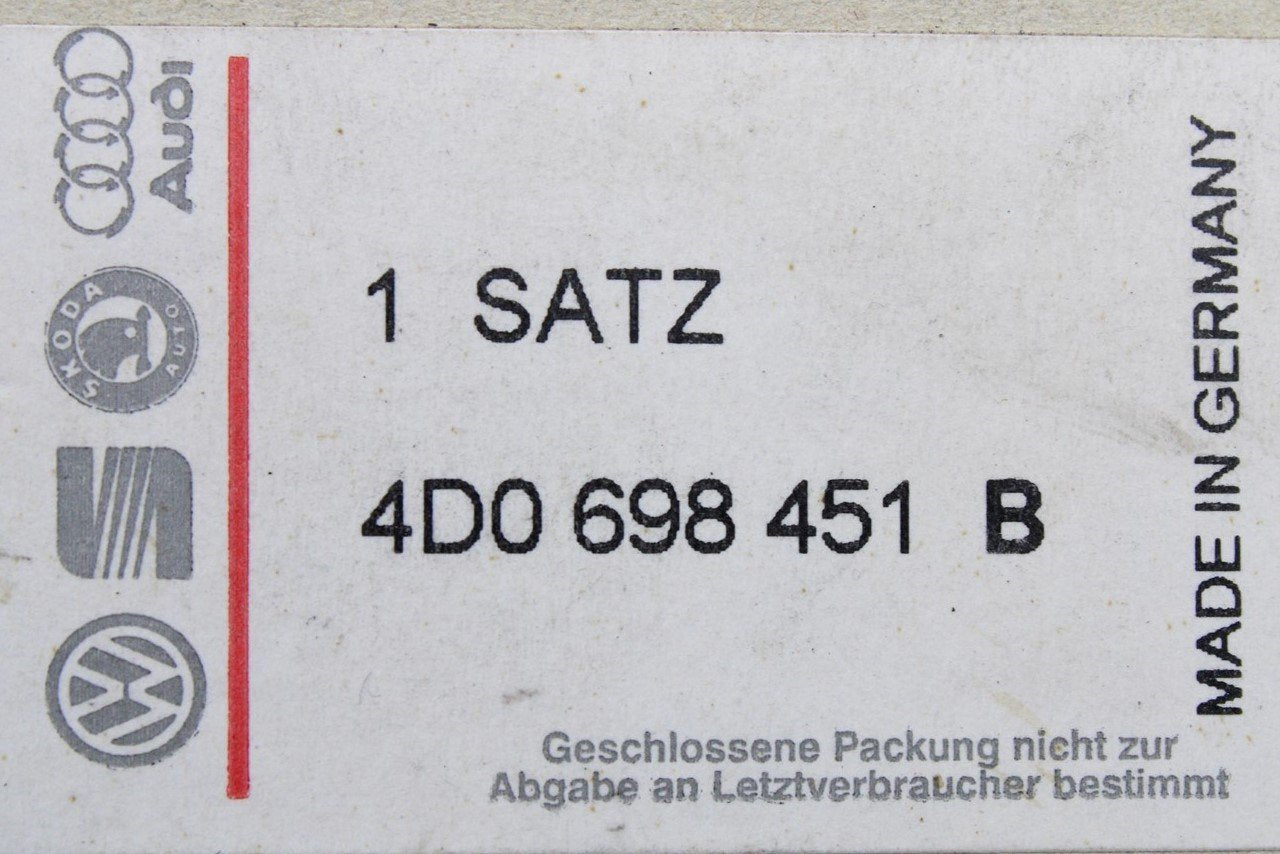 Audi
SKODA
AUTO
1 SATZ
4D0 698 451 B
MADE IN GERMANY
Geschlossene Packung nicht zur
Abgabe an Letztverbraucher bestimmt